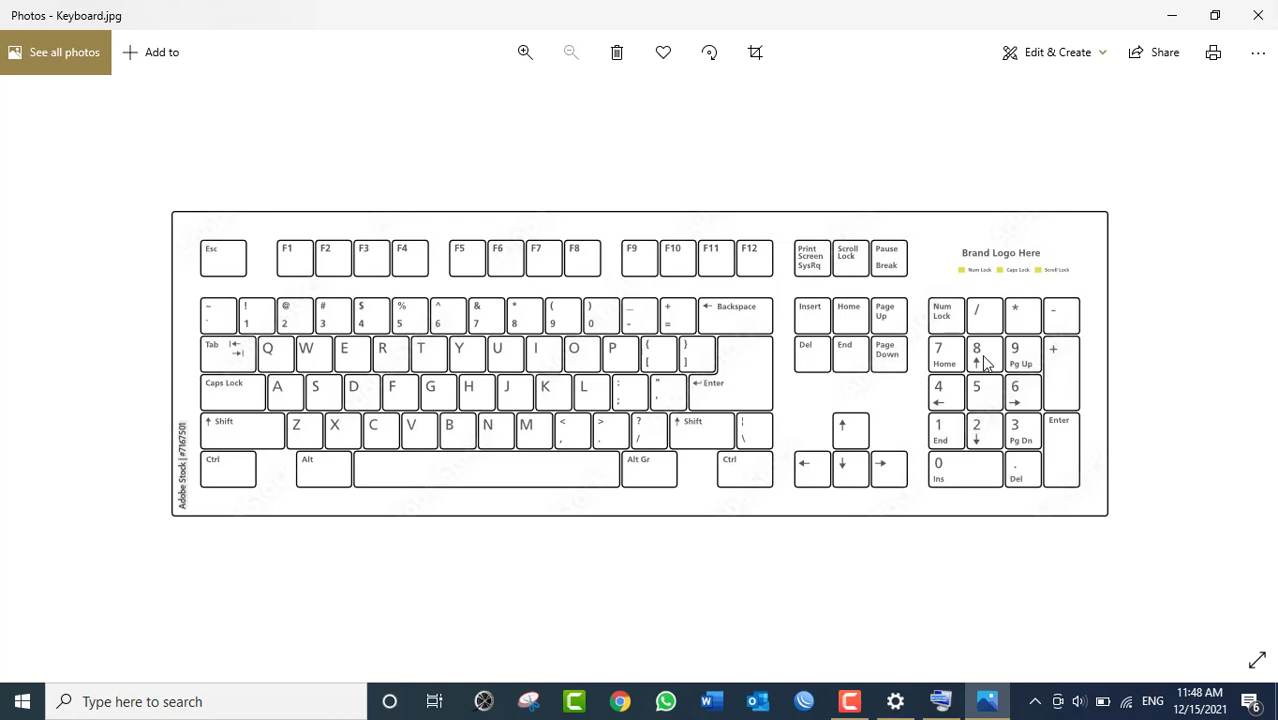 Photos - Keyboard.jpg
See all photos
Add to
Edit & Create
Share
Esc F1 F2 F3 F4 F5 F6 F7 F8 F9 F10 F11 F12
Print Screen SysRq
Scroll Lock
Pause Break
Brand Logo Here
Num Lock Caps Lock Scroll Lock
~ ! @ # $ % ^ & * ( ) _ + ← Backspace
` 1 2 3 4 5 6 7 8 9 0 - =
Insert Home Page Up
Num Lock / * -
Tab Q W E R T Y U I O P { [ } ]
Del End Page Down
7 Home 8 ↑ 9 Pg Up +
Caps Lock A S D F G H J K L : ; " ' ↵ Enter
4 ← 5 6 →
↑ Shift Z X C V B N M < , > . ? / ↑ Shift ¦ \
↑
1 End 2 ↓ 3 Pg Dn Enter
Ctrl Alt Alt Gr Ctrl
← ↓ →
0 Ins . Del
Adobe Stock | #7167501
Type here to search
ENG
11:48 AM
12/15/2021
6